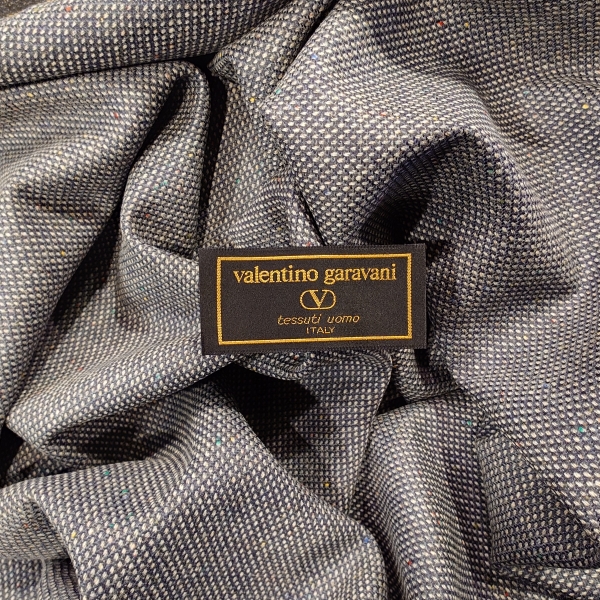 valentino garavani
V
tessuti uomo
ITALY